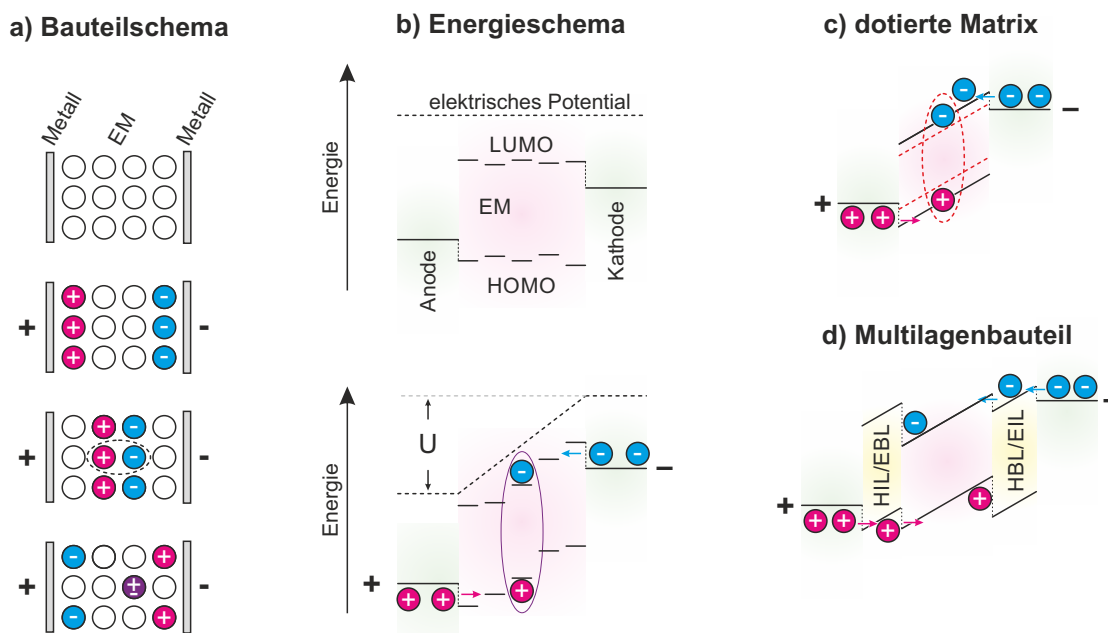 a) Bauteilschema
Metall
EM
Metall
+ + + + -
- - -
+ + + + -
- - -
+ - + -
±
- +
b) Energieschema
Energie
elektrisches Potential
LUMO
EM
HOMO
Anode
Kathode
Energie
U
- - -
-
+ + + +
c) dotierte Matrix
- - - -
-
+ + + +
d) Multilagenbauteil
- - - - -
HIL/EBL
HBL/EIL
+ + + + +